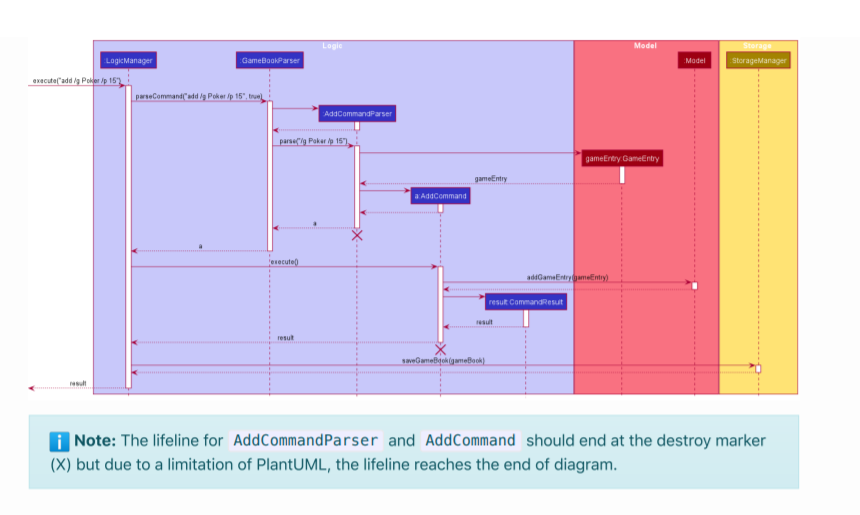 Logic
Model
Storage
:LogicManager
:GameBookParser
:Model
:StorageManager
execute("add /g Poker /p 15")
parseCommand("add /g Poker /p 15", true)
:AddCommandParser
parse("/g Poker /p 15")
gameEntry:GameEntry
gameEntry
a:AddCommand
a
a
execute()
addGameEntry(gameEntry)
result:CommandResult
result
result
saveGameBook(gameBook)
result
Note: The lifeline for AddCommandParser and AddCommand should end at the destroy marker
(X) but due to a limitation of PlantUML, the lifeline reaches the end of diagram.